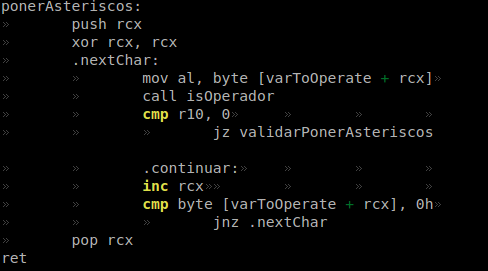 ponerAsteriscos:
» push rcx
» xor rcx, rcx
» .nextChar:
» » mov al, byte [varToOperate + rcx]»
» » call isOperador
» » cmp r10, 0» » » »
» » » jz validarPonerAsteriscos
» » .continuar:» » » »
» » inc rcx»» » » »
» » cmp byte [varToOperate + rcx], 0h»
» » » jnz .nextChar
» pop rcx
ret